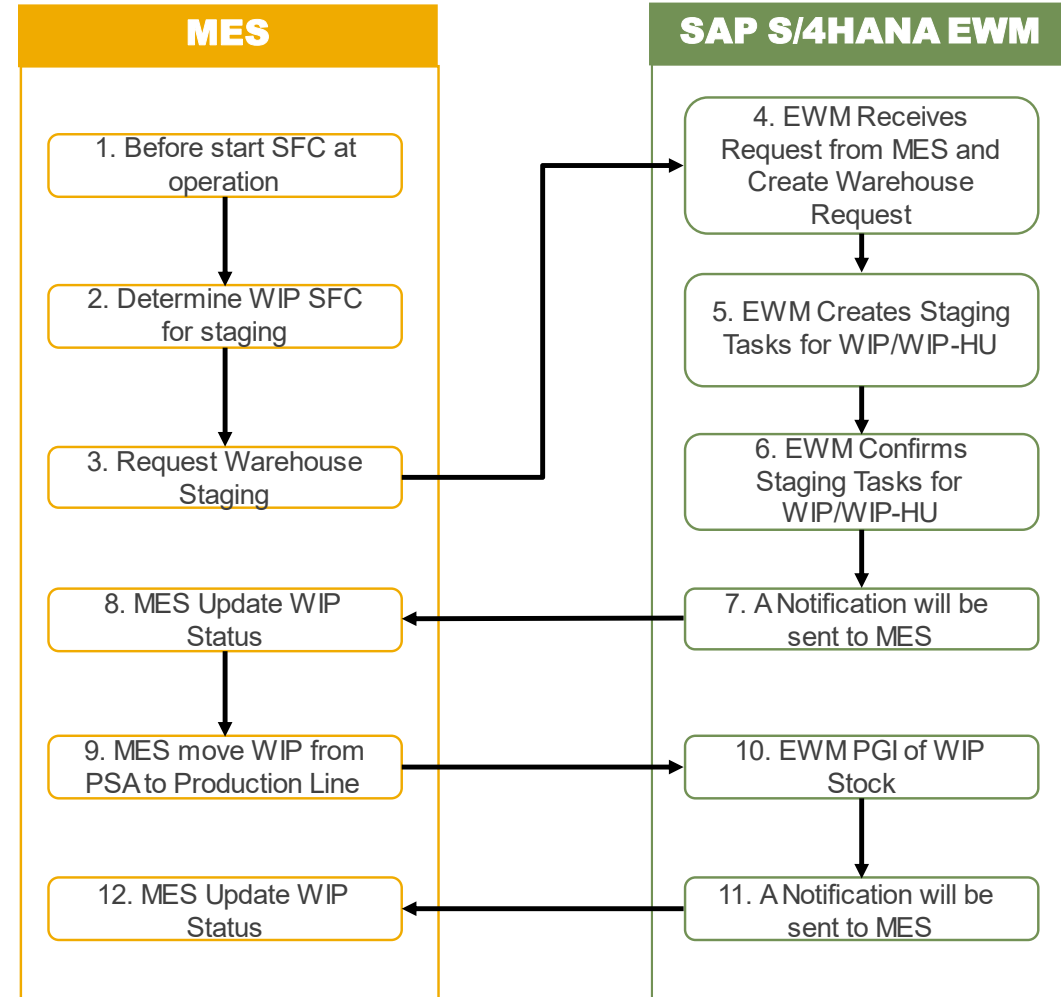 MES
SAP S/4HANA EWM
1. Before start SFC at
operation
2. Determine WIP SFC
for staging
3. Request Warehouse
Staging
4. EWM Receives
Request from MES and
Create Warehouse
Request
5. EWM Creates Staging
Tasks for WIP/WIP-HU
6. EWM Confirms
Staging Tasks for
WIP/WIP-HU
7. A Notification will be
sent to MES
8. MES Update WIP
Status
9. MES move WIP from
PSA to Production Line
10. EWM PGI of WIP
Stock
11. A Notification will be
sent to MES
12. MES Update WIP
Status